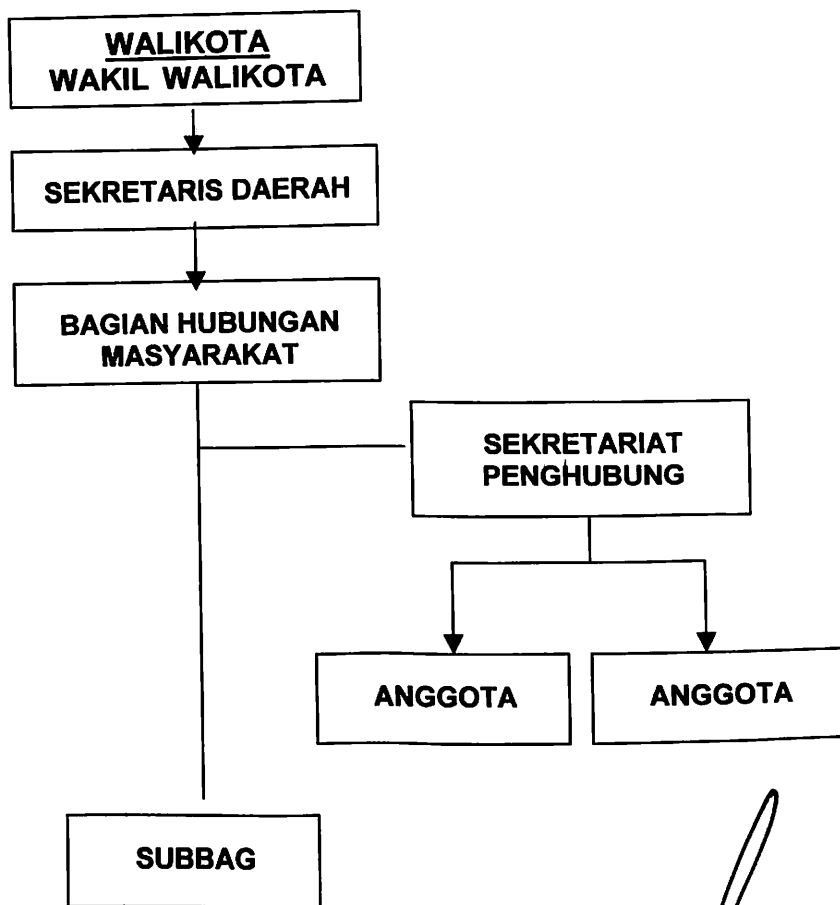 WALIKOTA
WAKIL WALIKOTA
SEKRETARIS DAERAH
BAGIAN HUBUNGAN
MASYARAKAT
SEKRETARIAT
PENGHUBUNG
ANGGOTA
ANGGOTA
SUBBAG